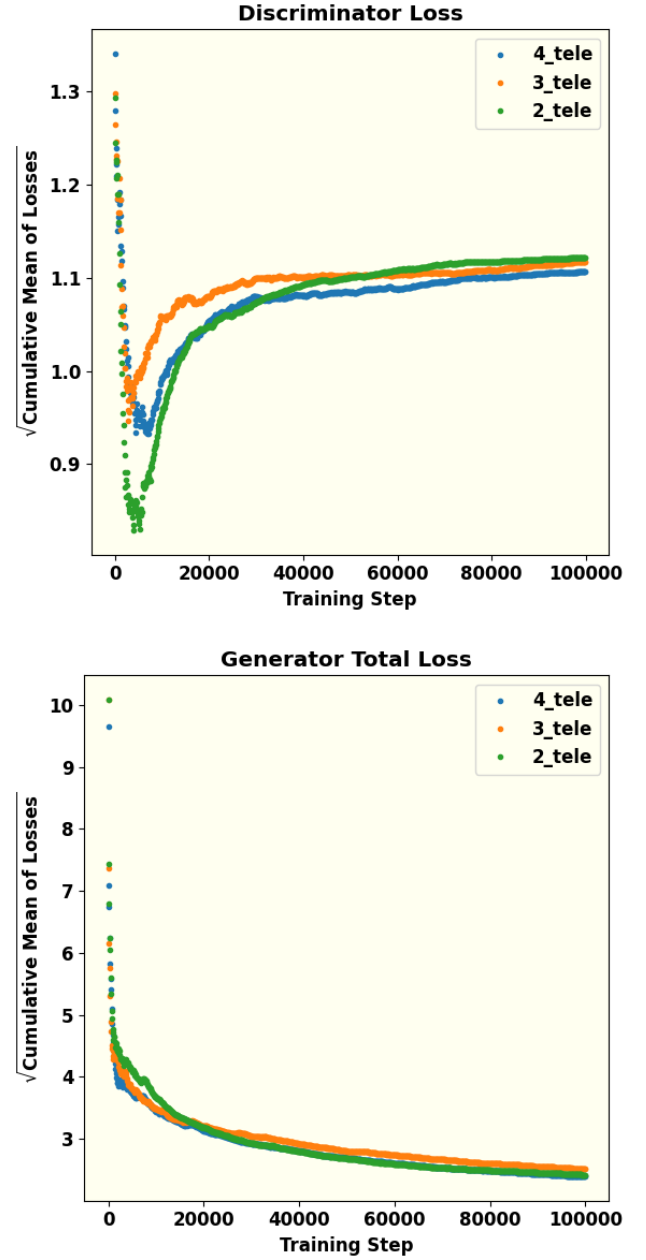 Discriminator Loss
4_tele
3_tele
2_tele
1.3
1.2
1.1
1.0
0.9
√Cumulative Mean of Losses
0 20000 40000 60000 80000 100000
Training Step
Generator Total Loss
4_tele
3_tele
2_tele
10
9
8
7
6
5
4
3
√Cumulative Mean of Losses
0 20000 40000 60000 80000 100000
Training Step